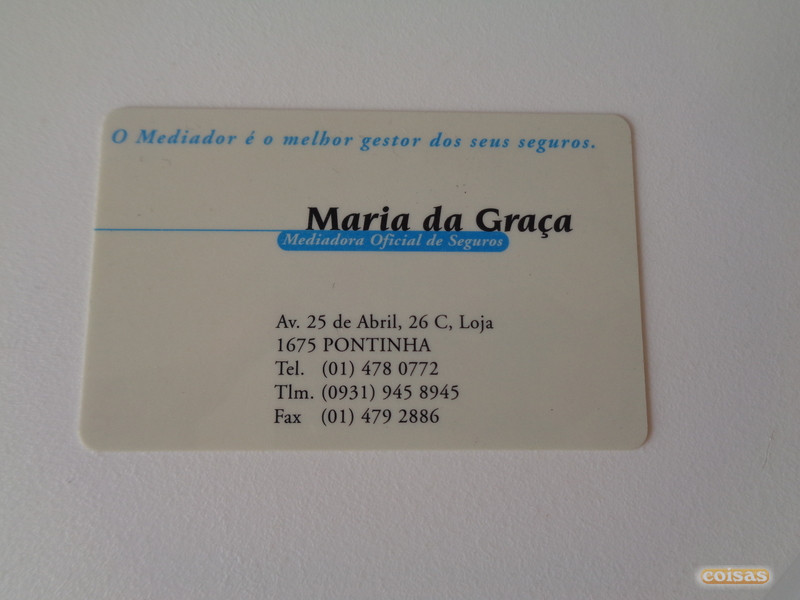 O Mediador é o melhor gestor dos seus seguros.
Maria da Graça
Mediadora Oficial de Seguros
Av. 25 de Abril, 26 C, Loja
1675 PONTINHA
Tel. (01) 478 0772
Tlm. (0931) 945 8945
Fax (01) 479 2886
coisas